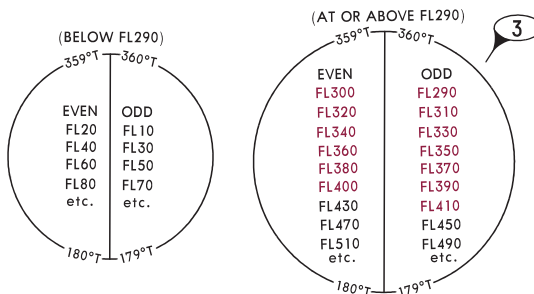 (BELOW FL290)
359°T 360°T
EVEN ODD
FL20 FL10
FL40 FL30
FL60 FL50
FL80 FL70
etc. etc.
180°T 179°T
(AT OR ABOVE FL290)
3
359°T 360°T
EVEN ODD
FL300 FL290
FL320 FL310
FL340 FL330
FL360 FL350
FL380 FL370
FL400 FL390
FL430 FL410
FL470 FL450
FL510 FL490
etc. etc.
180°T 179°T